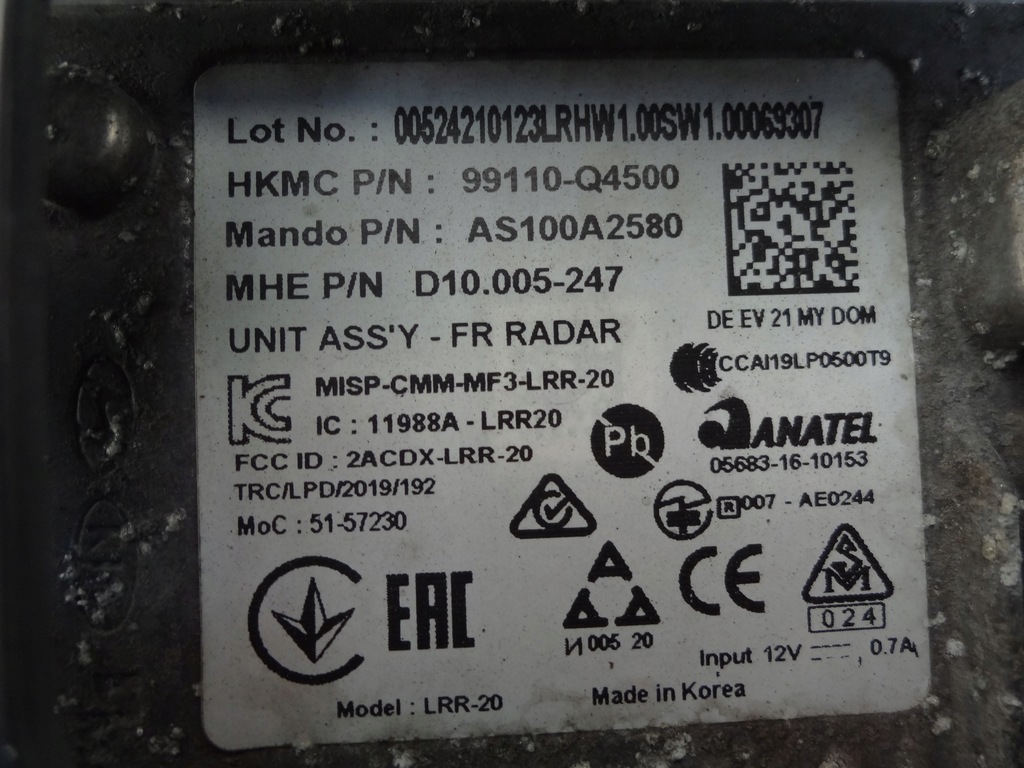 Lot No. : 00524210123LRHW1.00SW1.00069307
HKMC P/N : 99110-Q4500
Mando P/N : AS100A2580
MHE P/N D10.005-247
UNIT ASS'Y - FR RADAR
DE EV 21 MY DOM
CCAI19LP0500T9
MISP-CMM-MF3-LRR-20
IC : 11988A - LRR20
FCC ID : 2ACDX-LRR-20
TRC/LPD/2019/192
MoC : 51-57230
Pb
ANATEL
05683-16-10153
R 007 - AE0244
EAC
И005 20
CE
SM
024
Input 12V , 0.7A
Model : LRR-20
Made in Korea